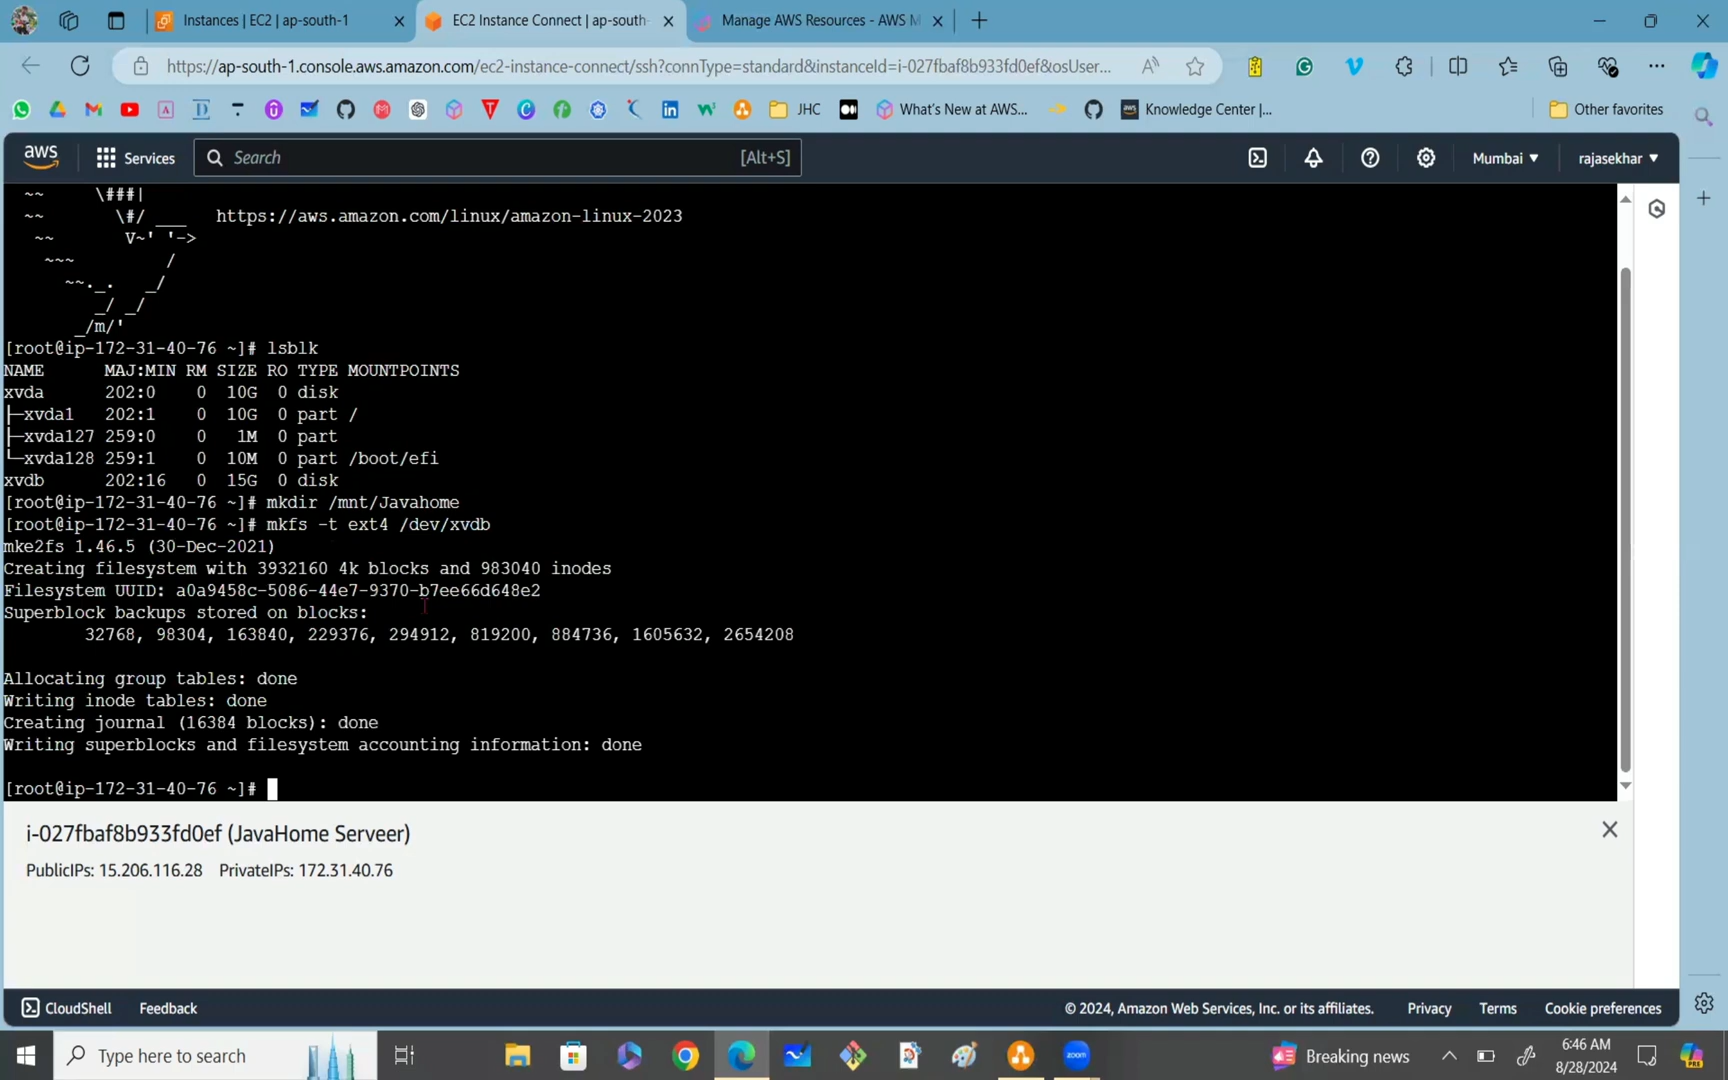 Instances | EC2 | ap-south-1
EC2 Instance Connect | ap-south-
Manage AWS Resources - AWS M
https://ap-south-1.console.aws.amazon.com/ec2-instance-connect/ssh?connType=standard&instanceId=i-027fbaf8b933fd0ef&osUser...
JHC
What's New at AWS...
Knowledge Center |...
Other favorites
aws
Services
Search
[Alt+S]
Mumbai
rajasekhar
~~ \###|
~~ \#/ ___ https://aws.amazon.com/linux/amazon-linux-2023
~~ V~' '->
~~~ /
~~._. _/
_/ _/
_/m/'
[root@ip-172-31-40-76 ~]# lsblk
NAME MAJ:MIN RM SIZE RO TYPE MOUNTPOINTS
xvda 202:0 0 10G 0 disk
├─xvda1 202:1 0 10G 0 part /
├─xvda127 259:0 0 1M 0 part
└─xvda128 259:1 0 10M 0 part /boot/efi
xvdb 202:16 0 15G 0 disk
[root@ip-172-31-40-76 ~]# mkdir /mnt/Javahome
[root@ip-172-31-40-76 ~]# mkfs -t ext4 /dev/xvdb
mke2fs 1.46.5 (30-Dec-2021)
Creating filesystem with 3932160 4k blocks and 983040 inodes
Filesystem UUID: a0a9458c-5086-44e7-9370-b7ee66d648e2
Superblock backups stored on blocks:
32768, 98304, 163840, 229376, 294912, 819200, 884736, 1605632, 2654208
Allocating group tables: done
Writing inode tables: done
Creating journal (16384 blocks): done
Writing superblocks and filesystem accounting information: done
[root@ip-172-31-40-76 ~]#
i-027fbaf8b933fd0ef (JavaHome Serveer)
PublicIPs: 15.206.116.28 PrivateIPs: 172.31.40.76
CloudShell
Feedback
© 2024, Amazon Web Services, Inc. or its affiliates.
Privacy
Terms
Cookie preferences
Type here to search
zoom
Breaking news
6:46 AM
8/28/2024